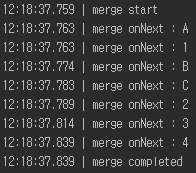 12:18:37.759 | merge start
12:18:37.763 | merge onNext : A
12:18:37.763 | merge onNext : 1
12:18:37.774 | merge onNext : B
12:18:37.783 | merge onNext : C
12:18:37.789 | merge onNext : 2
12:18:37.814 | merge onNext : 3
12:18:37.839 | merge onNext : 4
12:18:37.839 | merge completed